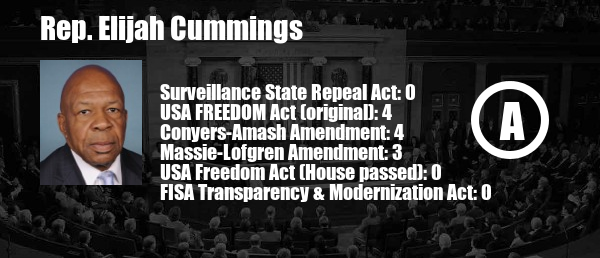 Rep. Elijah Cummings
Surveillance State Repeal Act: 0
USA FREEDOM Act (original): 4
Conyers-Amash Amendment: 4
Massie-Lofgren Amendment: 3
USA Freedom Act (House passed): 0
FISA Transparency & Modernization Act: 0
A